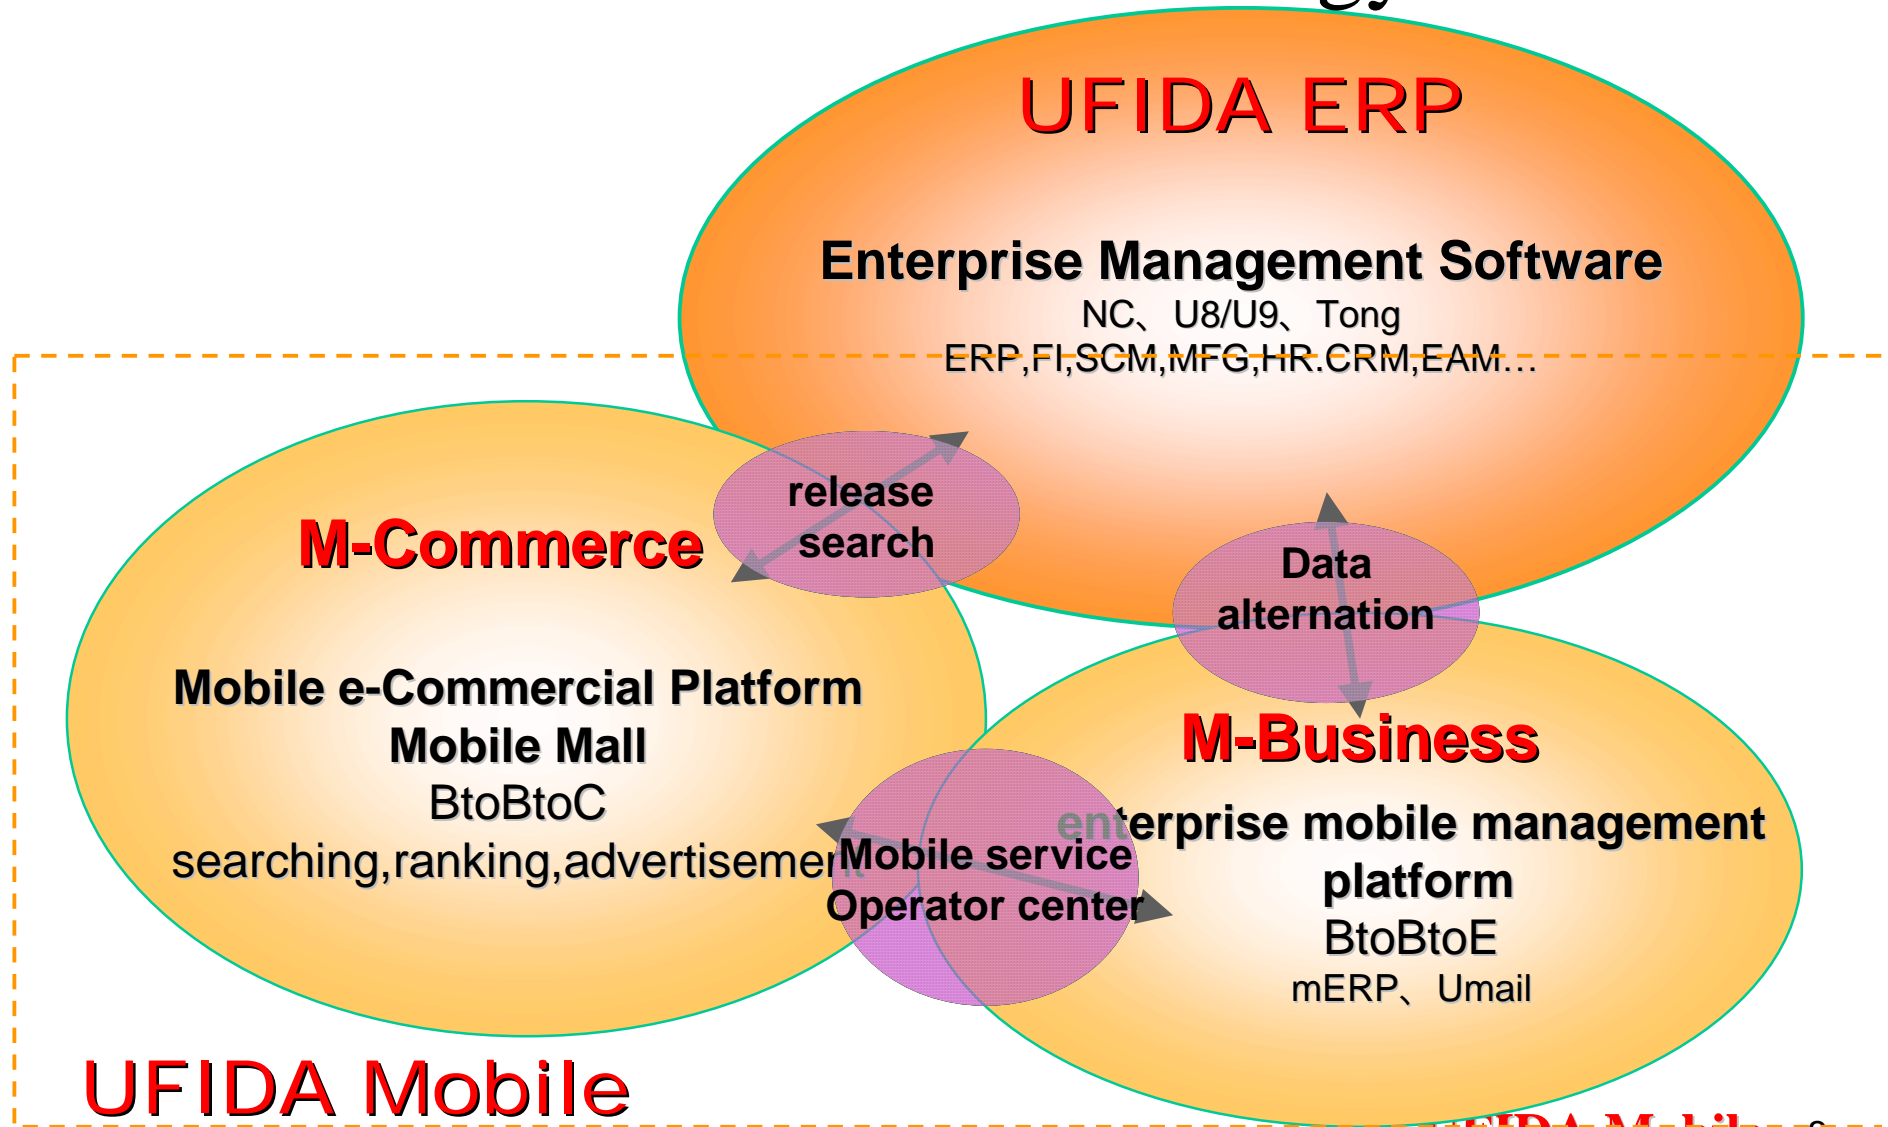 UFIDA ERP
Enterprise Management Software
NC、U8/U9、Tong
ERP,FI,SCM,MFG,HR.CRM,EAM…
release
search
Data
alternation
M-Commerce
Mobile e-Commercial Platform
Mobile Mall
BtoBtoC
searching,ranking,advertisement
Mobile service
Operator center
M-Business
enterprise mobile management
platform
BtoBtoE
mERP、Umail
UFIDA Mobile
UFIDA Mobile